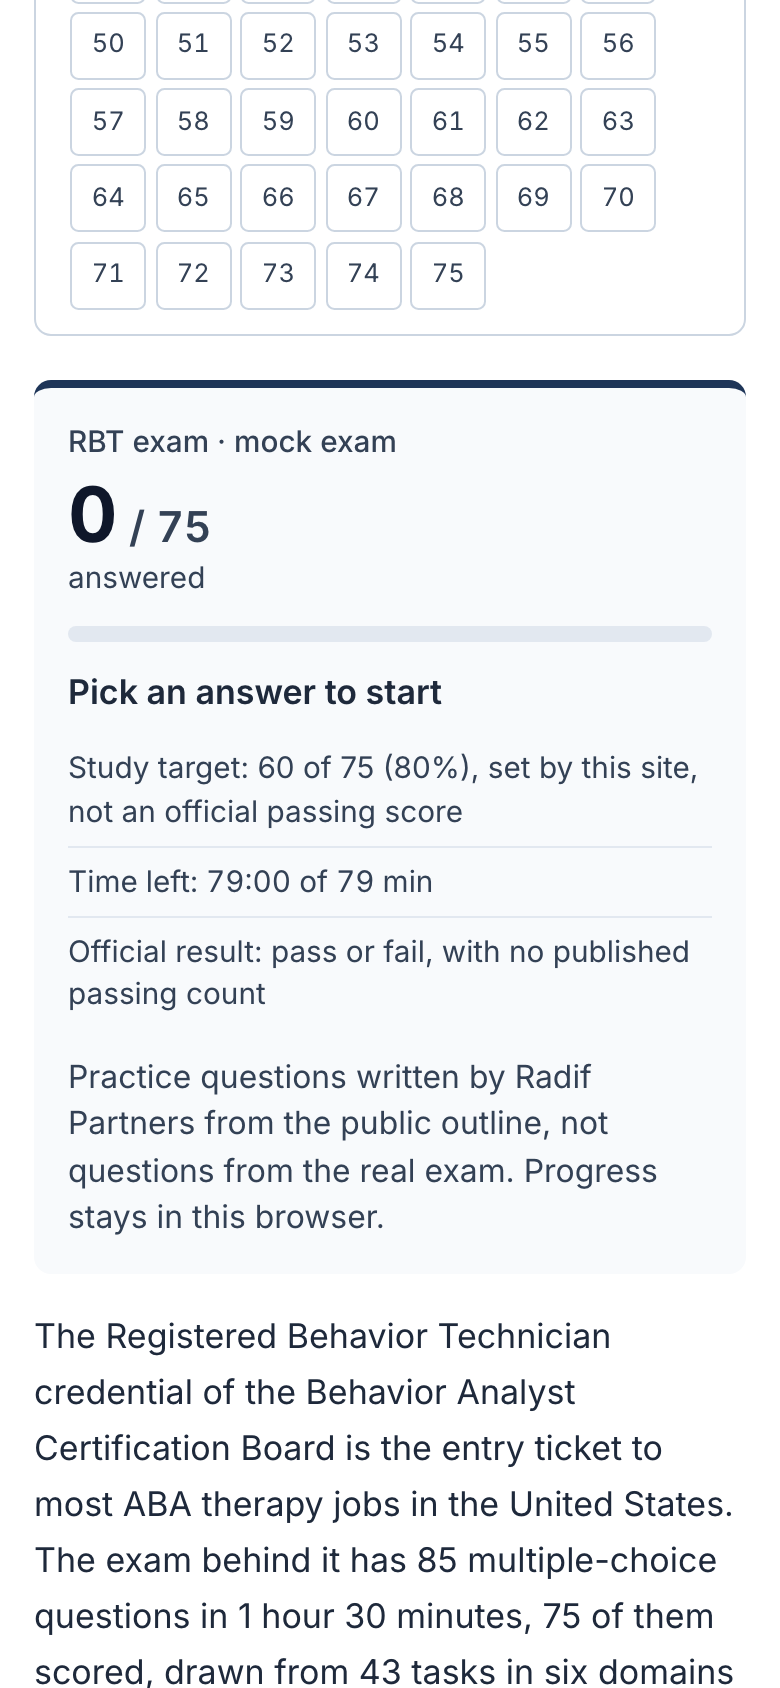 50 51 52 53 54 55 56
57 58 59 60 61 62 63
64 65 66 67 68 69 70
71 72 73 74 75
RBT exam · mock exam
0 / 75
answered
Pick an answer to start
Study target: 60 of 75 (80%), set by this site,
not an official passing score
Time left: 79:00 of 79 min
Official result: pass or fail, with no published
passing count
Practice questions written by Radif
Partners from the public outline, not
questions from the real exam. Progress
stays in this browser.
The Registered Behavior Technician
credential of the Behavior Analyst
Certification Board is the entry ticket to
most ABA therapy jobs in the United States.
The exam behind it has 85 multiple-choice
questions in 1 hour 30 minutes, 75 of them
scored, drawn from 43 tasks in six domains